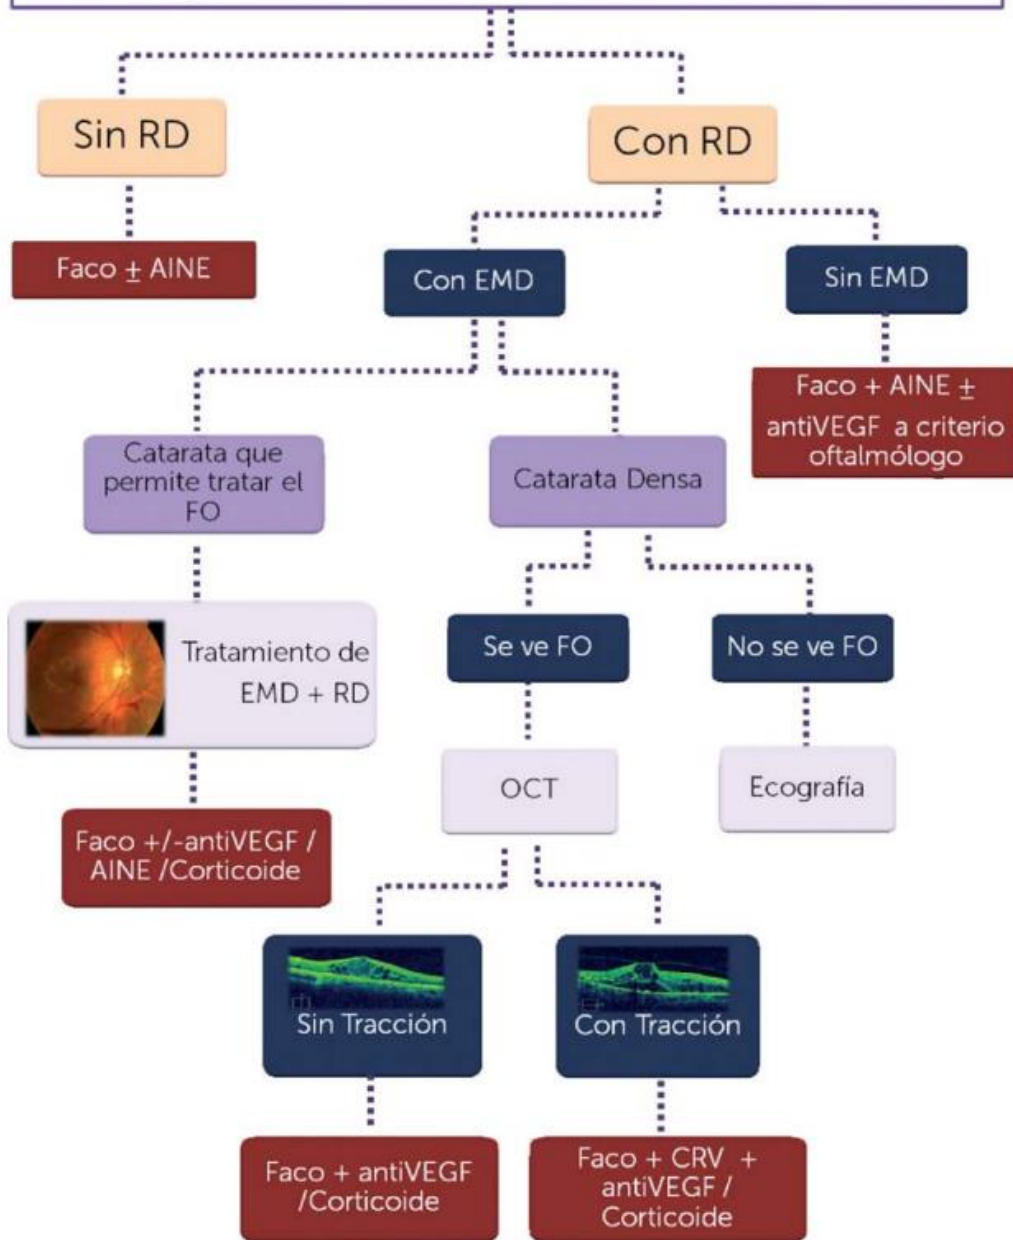 Sin RD
Con RD
Faco ± AINE
Con EMD
Sin EMD
Faco + AINE ±
antiVEGF a criterio
oftalmólogo
Catarata que
permite tratar el
FO
Catarata Densa
Tratamiento de
EMD + RD
Se ve FO
No se ve FO
OCT
Ecografía
Faco +/-antiVEGF /
AINE /Corticoide
Sin Tracción
Con Tracción
Faco + antiVEGF
/Corticoide
Faco + CRV +
antiVEGF /
Corticoide